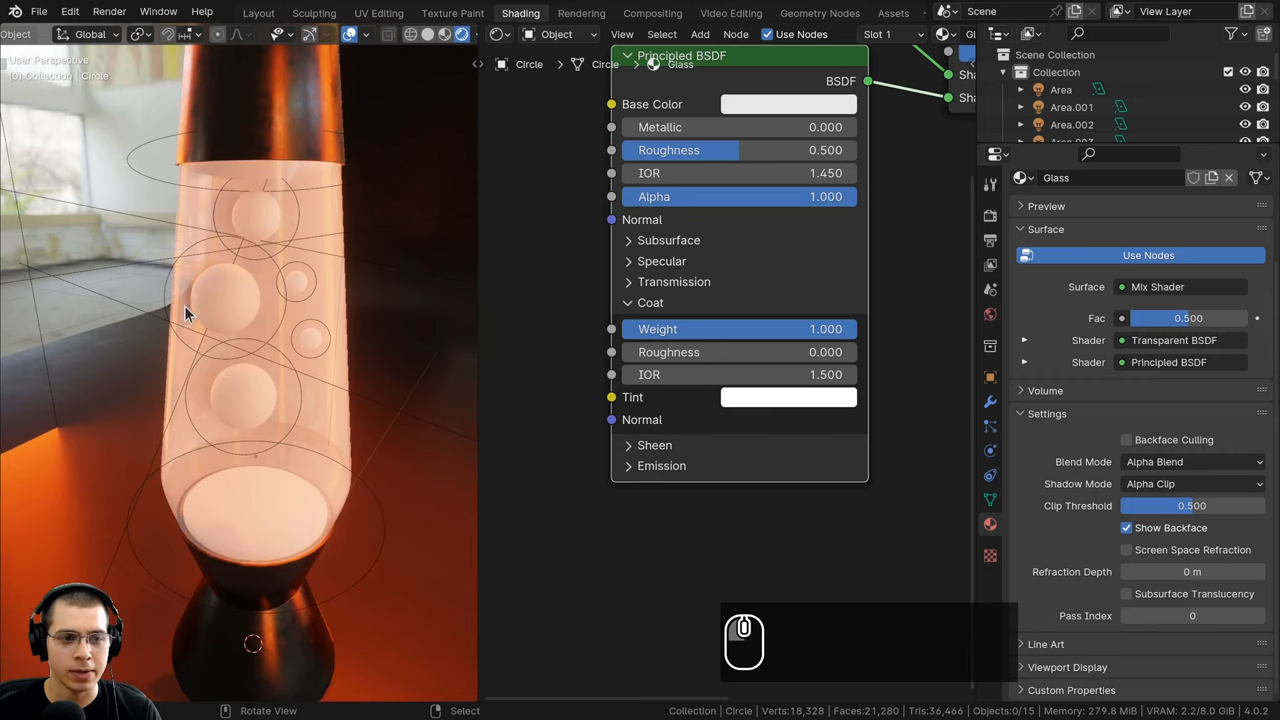 File Edit Render Window Help Layout Sculpting UV Editing Texture Paint Shading Rendering Compositing Video Editing Geometry Nodes Assets Scene View Layer
Object Global Object View Select Add Node Use Nodes Slot 1
User Perspective
(0) Collection | Circle
Circle Circle Glass
Principled BSDF
BSDF
Base Color
Metallic 0.000
Roughness 0.500
IOR 1.450
Alpha 1.000
Normal
Subsurface
Specular
Transmission
Coat
Weight 1.000
Roughness 0.000
IOR 1.500
Tint
Normal
Sheen
Emission
Sha
Sha
Scene Collection
Collection
Area
Area.001
Area.002
Glass
Preview
Surface
Use Nodes
Surface Mix Shader
Fac 0.500
Shader Transparent BSDF
Shader Principled BSDF
Volume
Settings
Backface Culling
Blend Mode Alpha Blend
Shadow Mode Alpha Clip
Clip Threshold 0.500
Show Backface
Screen Space Refraction
Refraction Depth 0 m
Subsurface Translucency
Pass Index 0
Line Art
Viewport Display
Custom Properties
Rotate View Select Collection | Circle | Verts:18,328 | Faces:21,280 | Tris:36,466 | Objects:0/15 | Memory: 279.8 MiB | VRAM: 2.2/8.0 GiB | 4.0.2